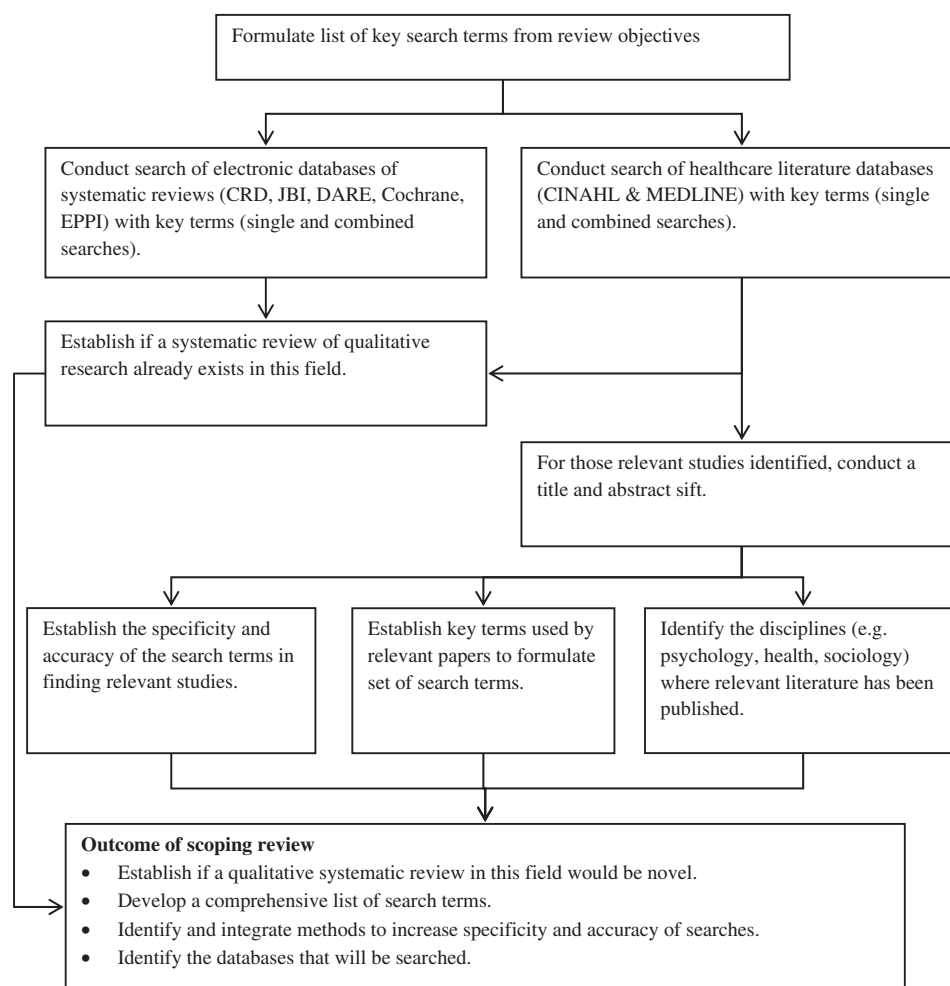 Formulate list of key search terms from review objectives
Conduct search of electronic databases of
systematic reviews (CRD, JBI, DARE, Cochrane,
EPPI) with key terms (single and combined
searches).
Conduct search of healthcare literature databases
(CINAHL & MEDLINE) with key terms (single
and combined searches).
Establish if a systematic review of qualitative
research already exists in this field.
For those relevant studies identified, conduct a
title and abstract sift.
Establish the specificity and
accuracy of the search terms in
finding relevant studies.
Establish key terms used by
relevant papers to formulate
set of search terms.
Identify the disciplines (e.g.
psychology, health, sociology)
where relevant literature has been
published.
Outcome of scoping review
• Establish if a qualitative systematic review in this field would be novel.
• Develop a comprehensive list of search terms.
• Identify and integrate methods to increase specificity and accuracy of searches.
• Identify the databases that will be searched.